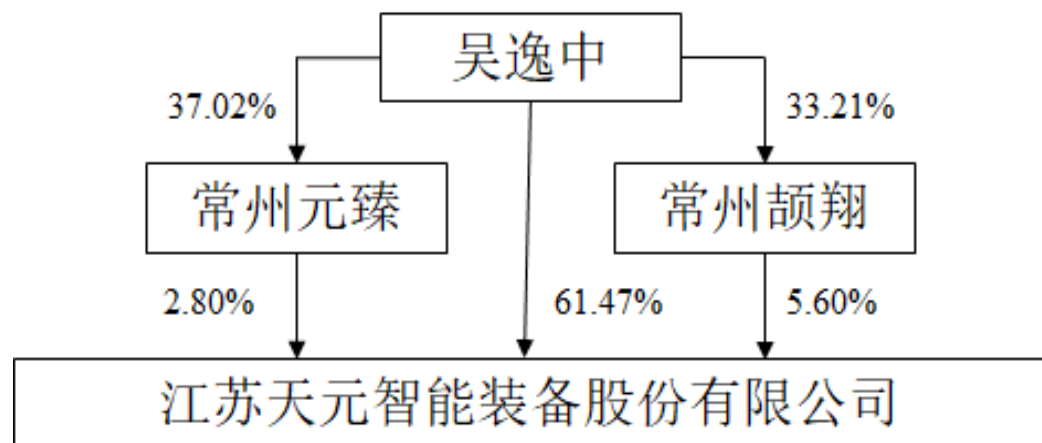 吴逸中
37.02%
33.21%
常州元臻
常州颉翔
2.80%
61.47%
5.60%
江苏天元智能装备股份有限公司